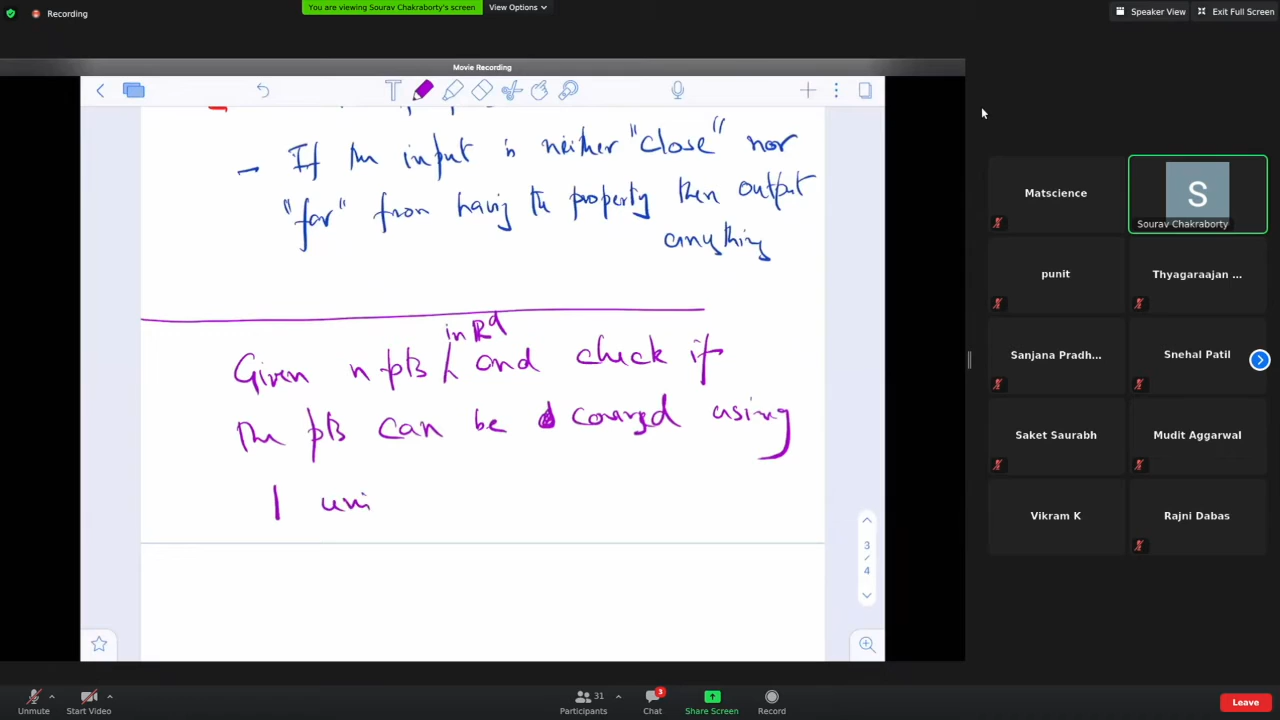 Recording
You are viewing Sourav Chakraborty's screen
View Options
Speaker View
Exit Full Screen
Movie Recording
T
- If the input is neither "close" nor
"far" from having the property then output
anything
in Rd
Given n pts and check if
the pts can be covered using
1 uni
3
/
4
Matscience
S
Sourav Chakraborty
punit
Thyagaraajan ...
Sanjana Pradh...
Snehal Patil
Saket Saurabh
Mudit Aggarwal
Vikram K
Rajni Dabas
Unmute
Start Video
31
Participants
3
Chat
Share Screen
Record
Leave